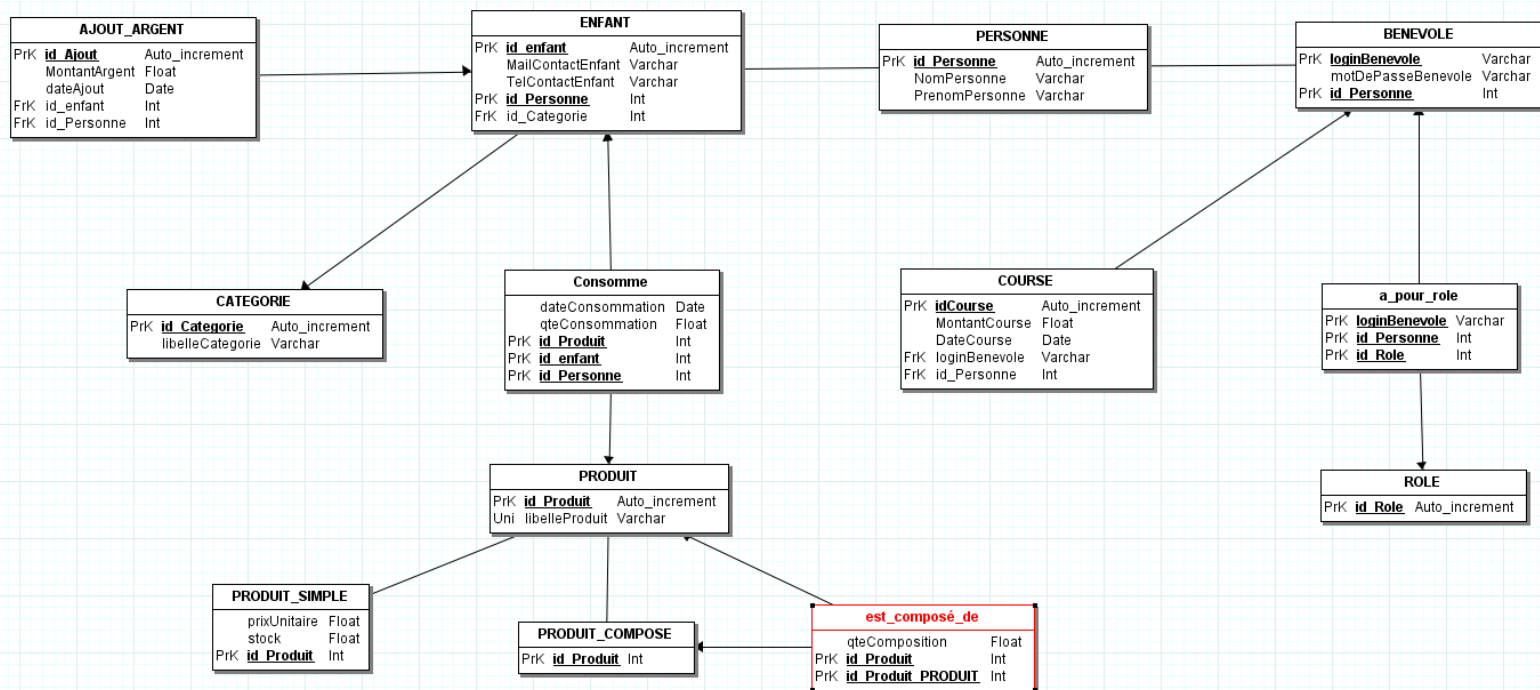 AJOUT_ARGENT
PrK id_Ajout Auto_increment
MontantArgent Float
dateAjout Date
FrK id_enfant Int
FrK id_Personne Int
ENFANT
PrK id_enfant Auto_increment
MailContactEnfant Varchar
TelContactEnfant Varchar
PrK id_Personne Int
FrK id_Categorie Int
PERSONNE
PrK id_Personne Auto_increment
NomPersonne Varchar
PrenomPersonne Varchar
BENEVOLE
PrK loginBenevole Varchar
motDePasseBenevole Varchar
PrK id_Personne Int
CATEGORIE
PrK id_Categorie Auto_increment
libelleCategorie Varchar
Consomme
dateConsommation Date
qteConsommation Float
PrK id_Produit Int
PrK id_enfant Int
PrK id_Personne Int
COURSE
PrK idCourse Auto_increment
MontantCourse Float
DateCourse Date
FrK loginBenevole Varchar
FrK id_Personne Int
a_pour_role
PrK loginBenevole Varchar
PrK id_Personne Int
PrK id_Role Int
PRODUIT
PrK id_Produit Auto_increment
Uni libelleProduit Varchar
ROLE
PrK id_Role Auto_increment
PRODUIT_SIMPLE
prixUnitaire Float
stock Float
PrK id_Produit Int
PRODUIT_COMPOSE
PrK id_Produit Int
est_composé_de
qteComposition Float
PrK id_Produit Int
PrK id_Produit_PRODUIT Int